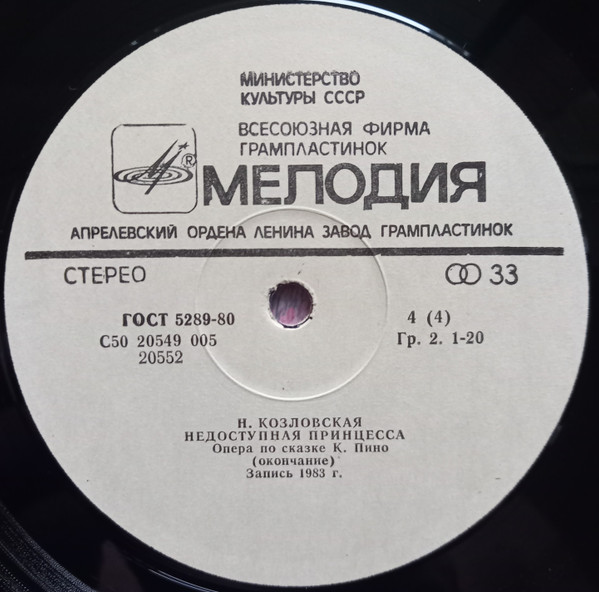 МИНИСТЕРСТВО
КУЛЬТУРЫ СССР
ВСЕСОЮЗНАЯ ФИРМА
ГРАМПЛАСТИНОК
® МЕЛОДИЯ
АПРЕЛЕВСКИЙ ОРДЕНА ЛЕНИНА ЗАВОД ГРАМПЛАСТИНОК
СТЕРЕО 33
ГОСТ 5289-80 4 (4)
С50 20549 005 Гр. 2. 1-20
20552
Н. КОЗЛОВСКАЯ
НЕДОСТУПНАЯ ПРИНЦЕССА
Опера по сказке К. Пино
(окончание)
Запись 1983 г.